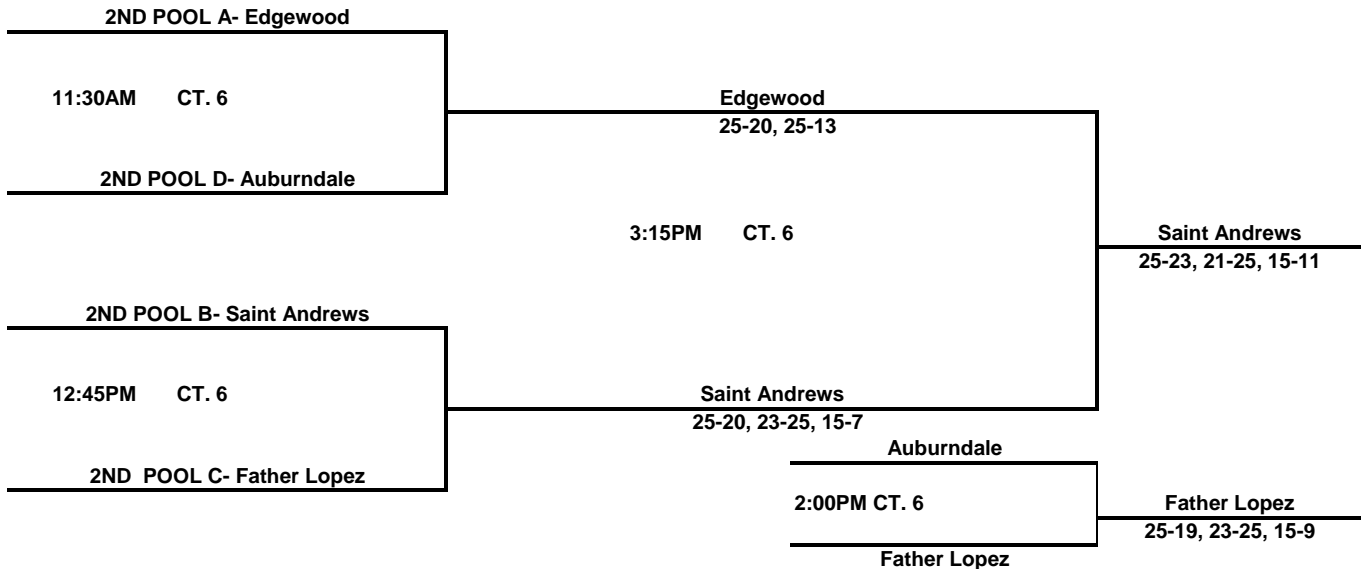 2ND POOL A- Edgewood
11:30AM CT. 6
Edgewood
25-20, 25-13
2ND POOL D- Auburndale
3:15PM CT. 6
Saint Andrews
25-23, 21-25, 15-11
2ND POOL B- Saint Andrews
12:45PM CT. 6
Saint Andrews
25-20, 23-25, 15-7
2ND POOL C- Father Lopez
Auburndale
2:00PM CT. 6
Father Lopez
25-19, 23-25, 15-9
Father Lopez